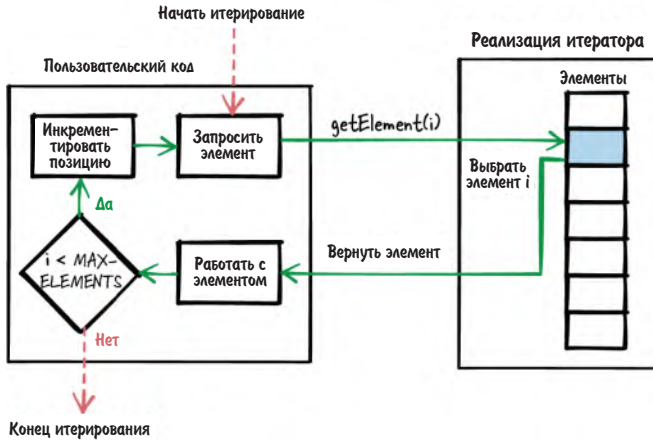 Начать итерирование
Реализация итератора
Пользовательский код
Элементы
Инкремен-
тировать
позицию
Запросить
элемент
getElement(i)
Выбрать
элемент i
Да
i < MAX-
ELEMENTS
Работать с
элементом
Вернуть элемент
Нет
Конец итерирования